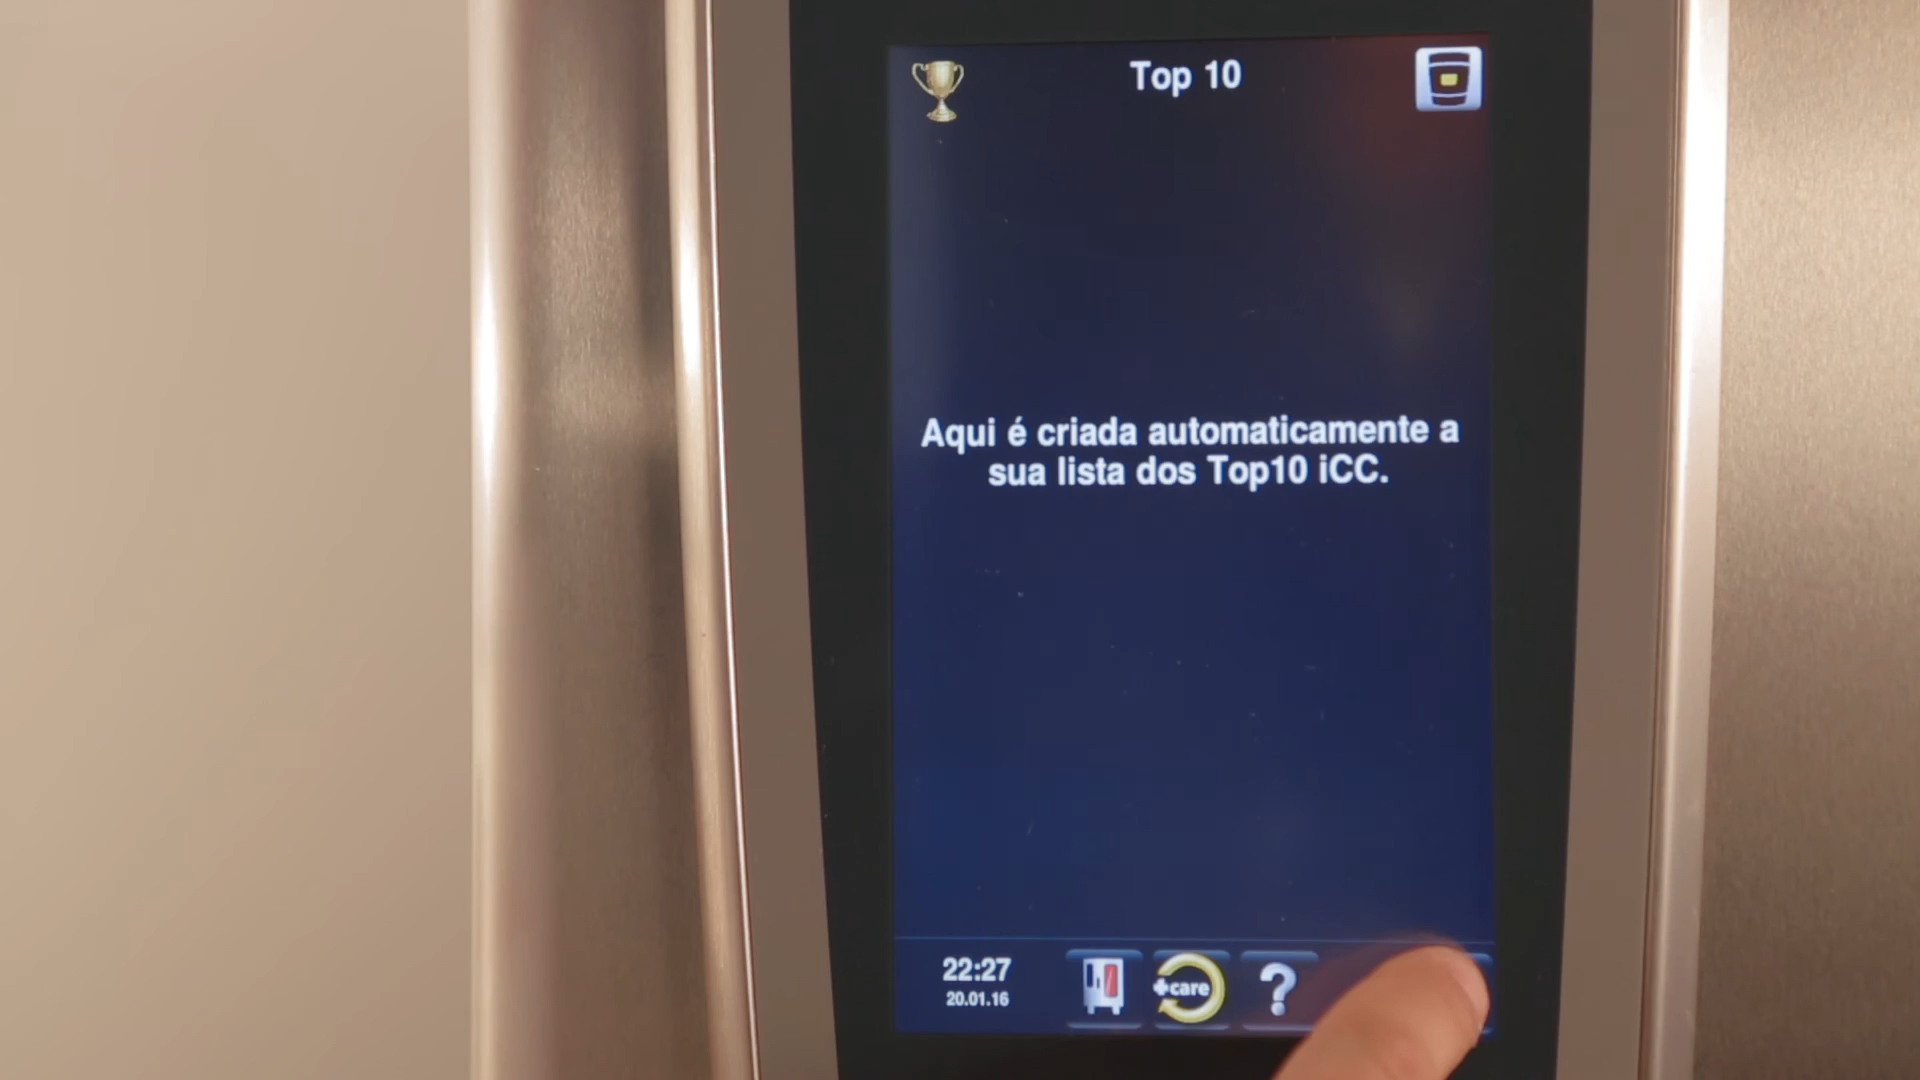 Top 10
Aqui é criada automaticamente a
sua lista dos Top10 iCC.
22:27
20.01.16
+care
?